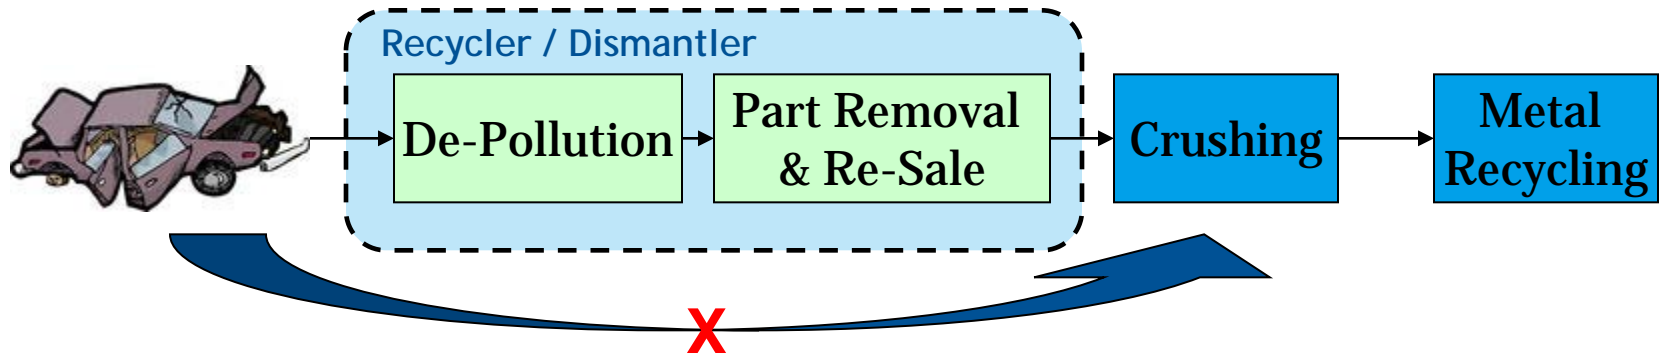 Recycler / Dismantler
De-Pollution
Part Removal
& Re-Sale
Crushing
Metal
Recycling
X